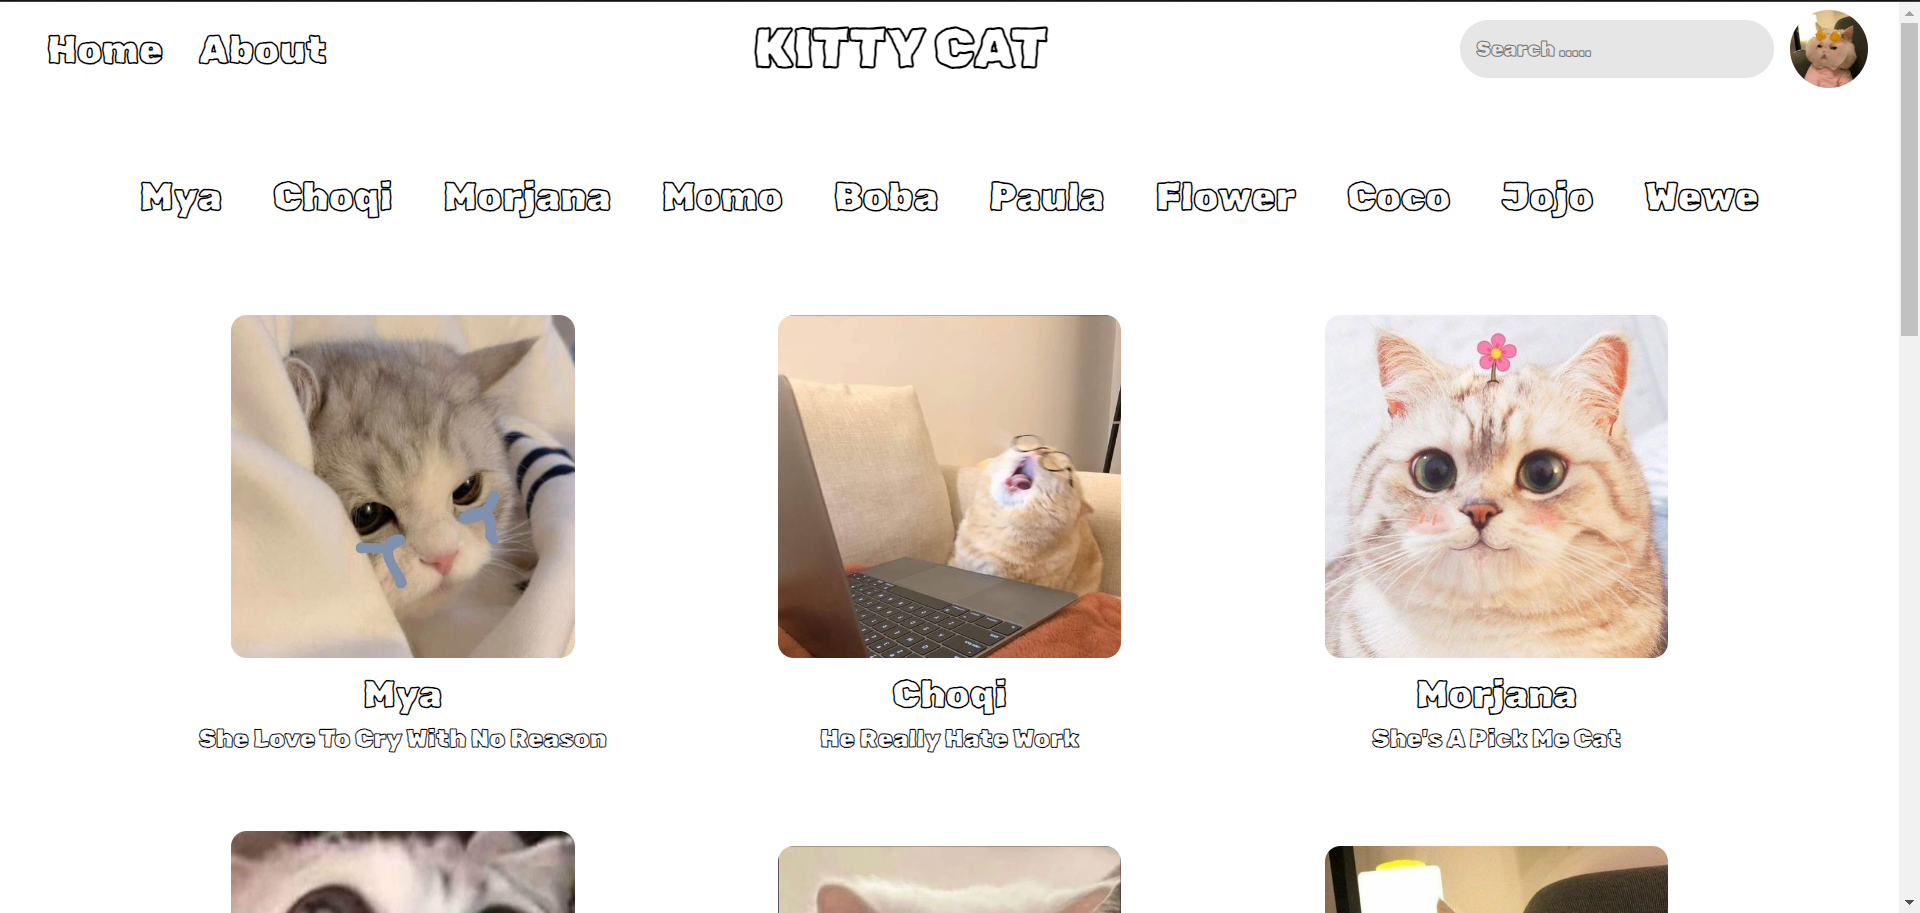 Home About KITTY CAT Search .....
Mya Choqi Morjana Momo Boba Paula Flower Coco Jojo Wewe
Mya
She Love To Cry With No Reason
Choqi
He Really Hate Work
Morjana
She's A Pick Me Cat